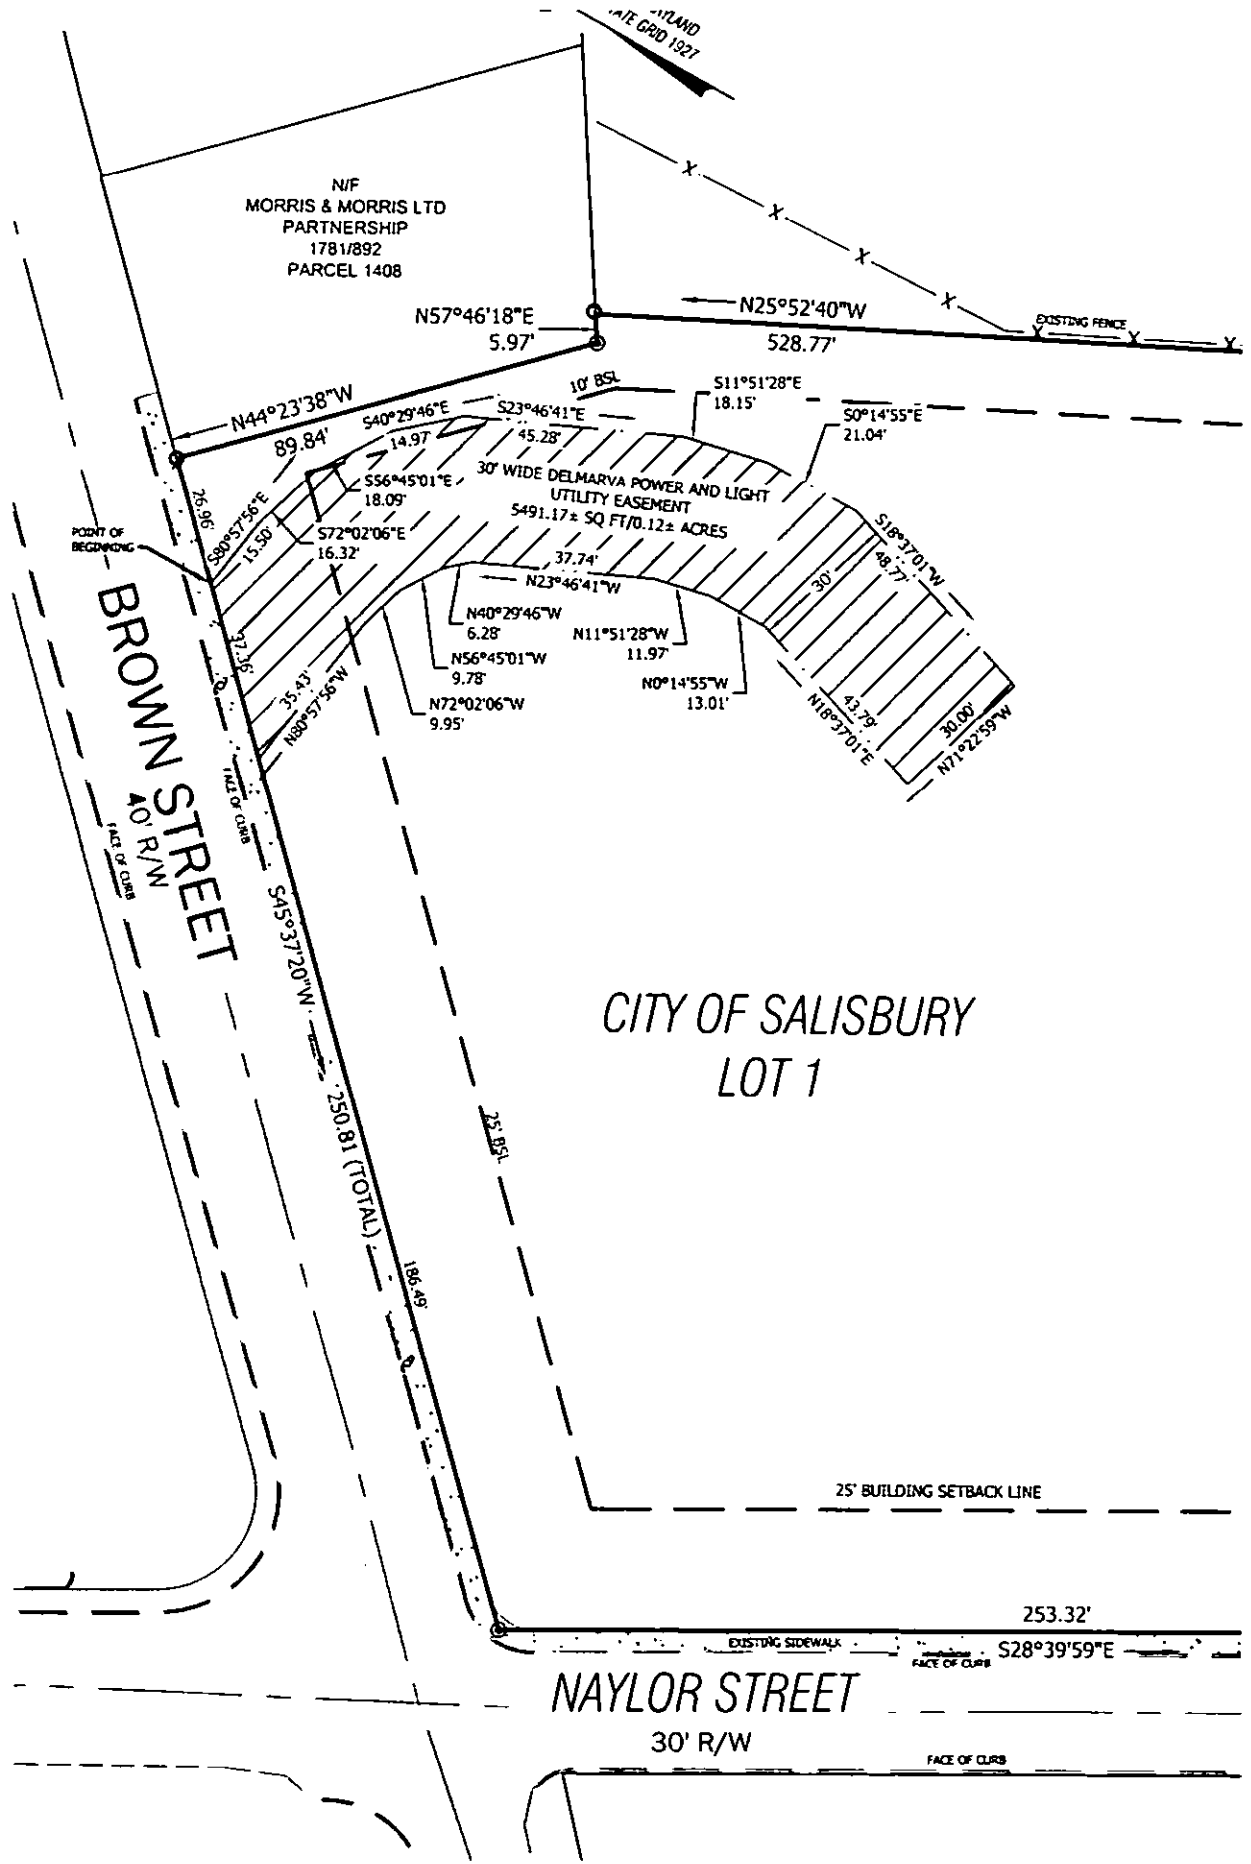 GRID 1927
N/F
MORRIS & MORRIS LTD
PARTNERSHIP
1781/892
PARCEL 1408
N57°46'18"E
5.97'
N25°52'40"W
528.77'
EXISTING FENCE
X
X
X
X
X
X
X
N44°23'38"W
89.84'
10' BSL
S40°29'46"E
14.97'
S23°46'41"E
45.28'
S11°51'28"E
18.15'
S0°14'55"E
21.04'
30' WIDE DELMARVA POWER AND LIGHT
UTILITY EASEMENT
5491.17± SQ FT/0.12± ACRES
S56°45'01"E
18.09'
S72°02'06"E
16.32'
26.96'
S80°57'56"E
15.50'
POINT OF
BEGINNING
S18°37'01"W
48.77'
30'
37.74'
N23°46'41"W
N40°29'46"W
6.28'
N11°51'28"W
11.97'
N56°45'01"W
9.78'
N0°14'55"W
13.01'
N72°02'06"W
9.95'
37.36'
35.43'
N80°57'56"W
43.79'
N18°37'01"E
30.00'
N71°22'59"W
BROWN STREET
40' R/W
FACE OF CURB
FACE OF CURB
S45°37'20"W
250.81 (TOTAL)
186.49'
25' BSL
CITY OF SALISBURY
LOT 1
25' BUILDING SETBACK LINE
253.32'
EXISTING SIDEWALK
S28°39'59"E
FACE OF CURB
NAYLOR STREET
30' R/W
FACE OF CURB